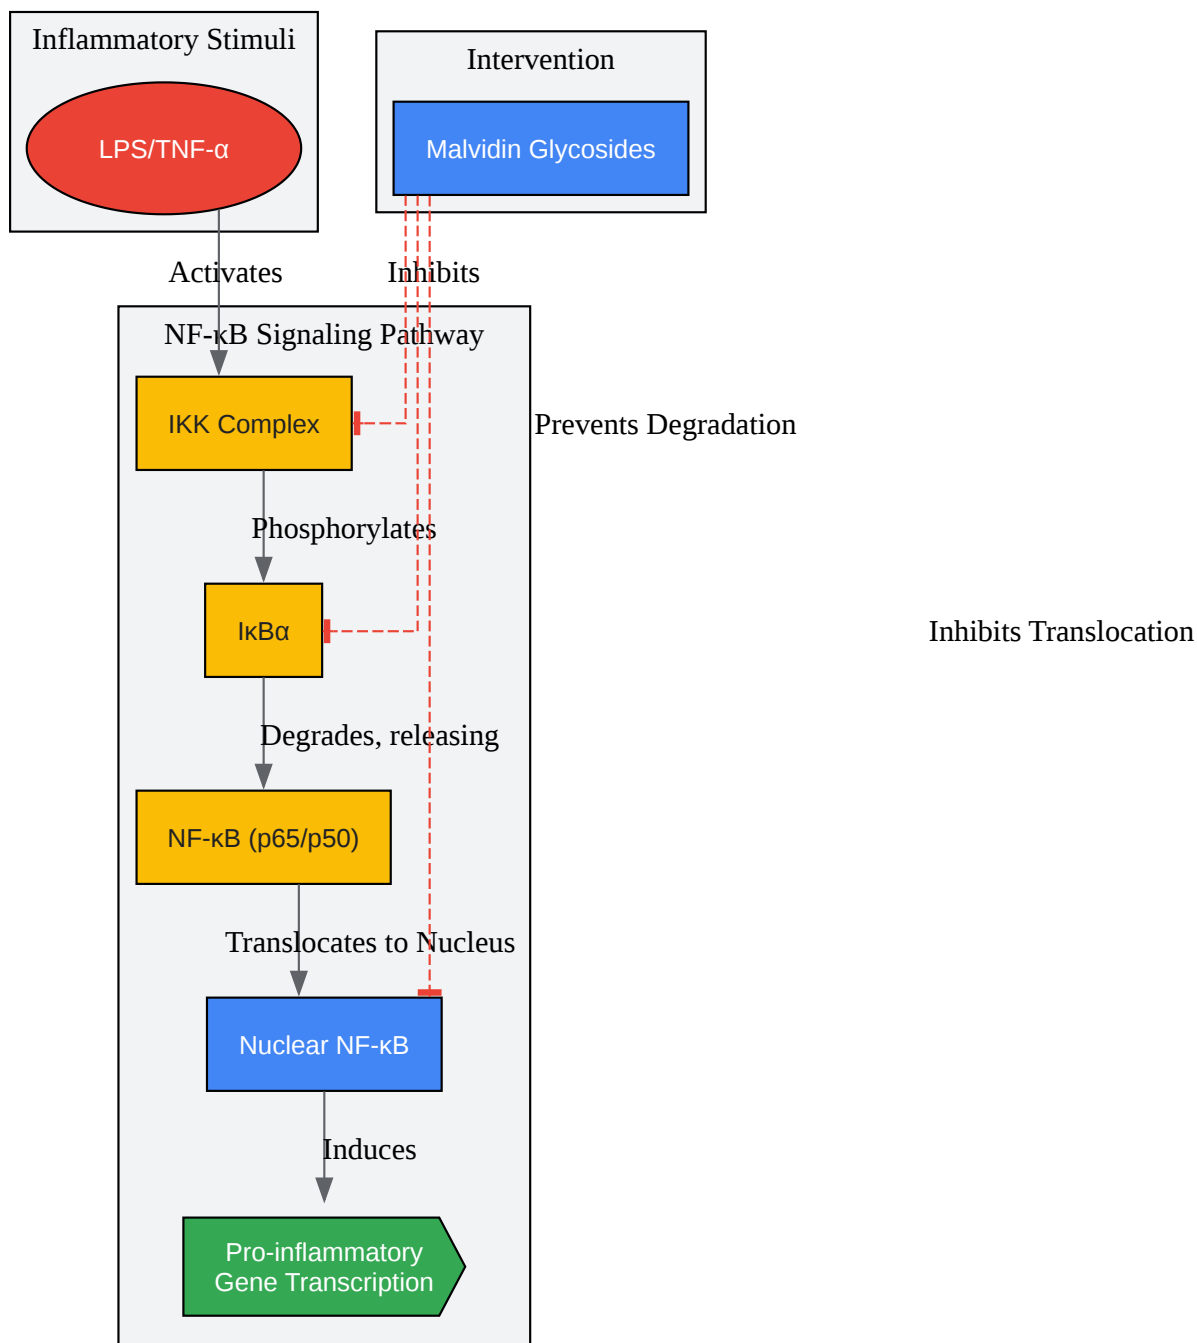 Inflammatory Stimuli
LPS/TNF-α
Intervention
Malvidin Glycosides
Activates
Inhibits
NF-κB Signaling Pathway
IKK Complex
Prevents Degradation
Phosphorylates
IκBα
Inhibits Translocation
Degrades, releasing
NF-κB (p65/p50)
Translocates to Nucleus
Nuclear NF-κB
Induces
Pro-inflammatory
Gene Transcription